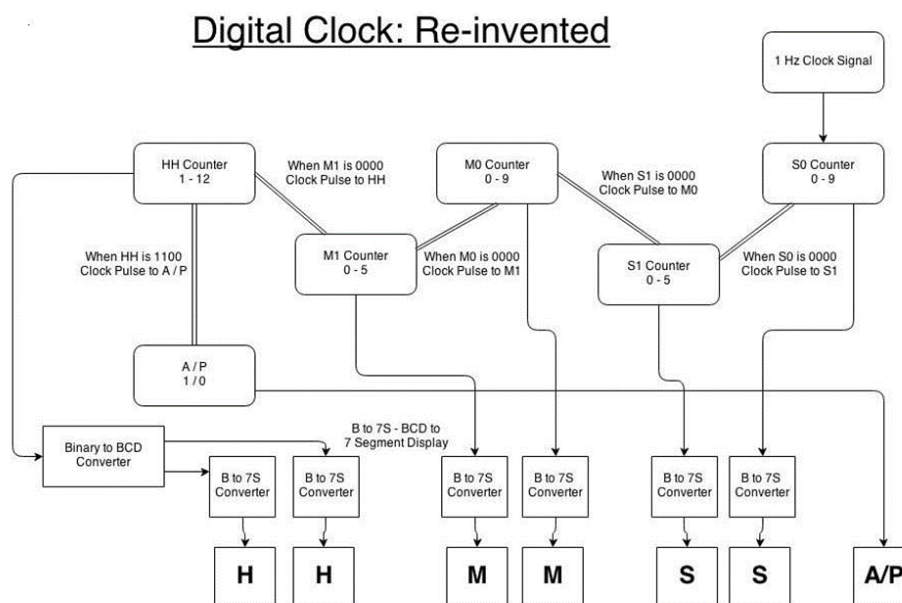 Digital Clock: Re-invented
1 Hz Clock Signal
HH Counter
1 - 12
When M1 is 0000
Clock Pulse to HH
M0 Counter
0 - 9
When S1 is 0000
Clock Pulse to M0
S0 Counter
0 - 9
When HH is 1100
Clock Pulse to A / P
M1 Counter
0 - 5
When M0 is 0000
Clock Pulse to M1
S1 Counter
0 - 5
When S0 is 0000
Clock Pulse to S1
A / P
1 / 0
Binary to BCD
Converter
B to 7S - BCD to
7 Segment Display
B to 7S
Converter
B to 7S
Converter
B to 7S
Converter
B to 7S
Converter
B to 7S
Converter
B to 7S
Converter
H
H
M
M
S
S
A/P